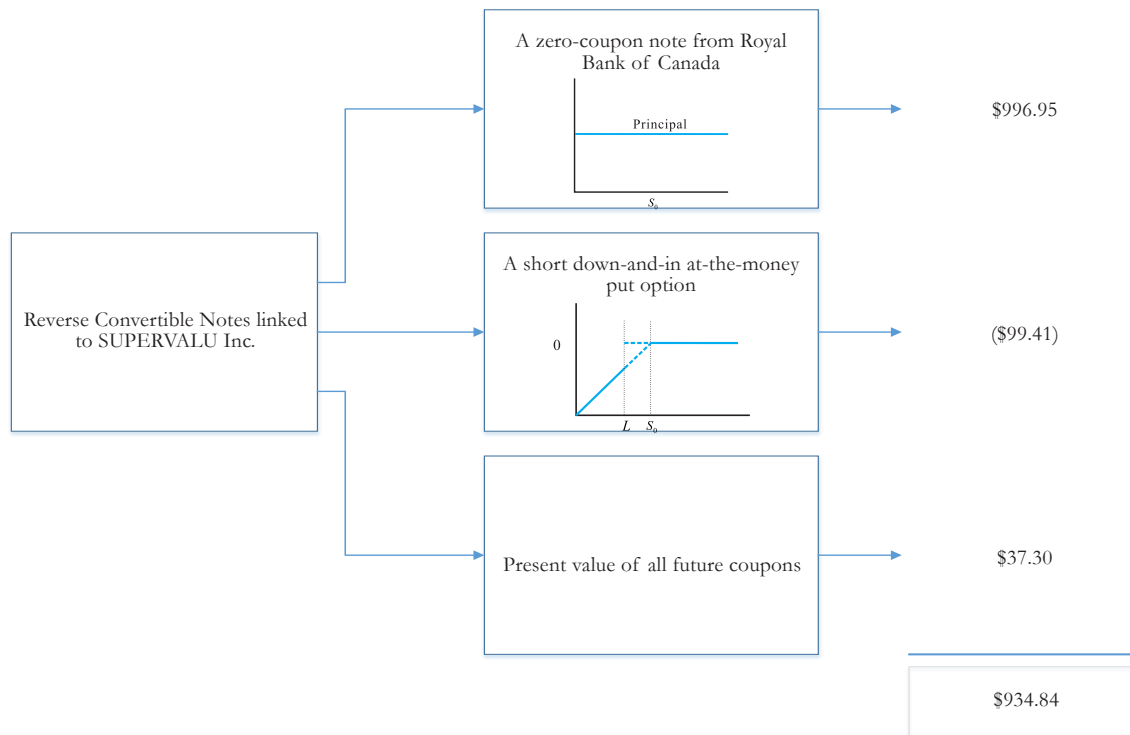 A zero-coupon note from Royal
Bank of Canada
Principal
S₀
$996.95
Reverse Convertible Notes linked
to SUPERVALU Inc.
A short down-and-in at-the-money
put option
0
L S₀
($99.41)
Present value of all future coupons
$37.30
$934.84